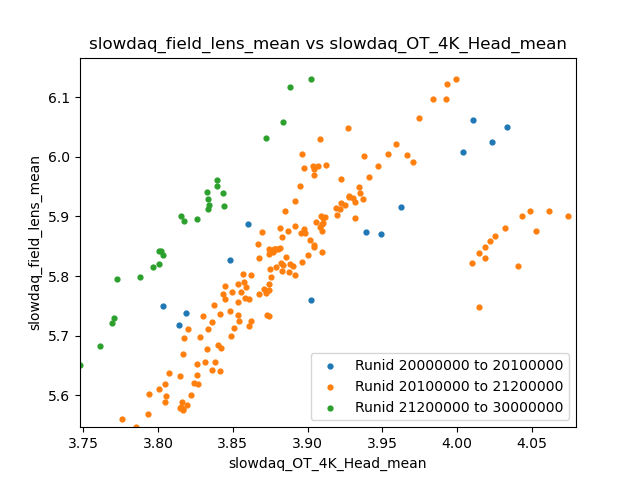 slowdaq_field_lens_mean vs slowdaq_OT_4K_Head_mean
6.1
6.0
5.9
5.8
5.7
5.6
slowdaq_field_lens_mean
Runid 20000000 to 20100000
Runid 20100000 to 21200000
Runid 21200000 to 30000000
3.75 3.80 3.85 3.90 3.95 4.00 4.05
slowdaq_OT_4K_Head_mean